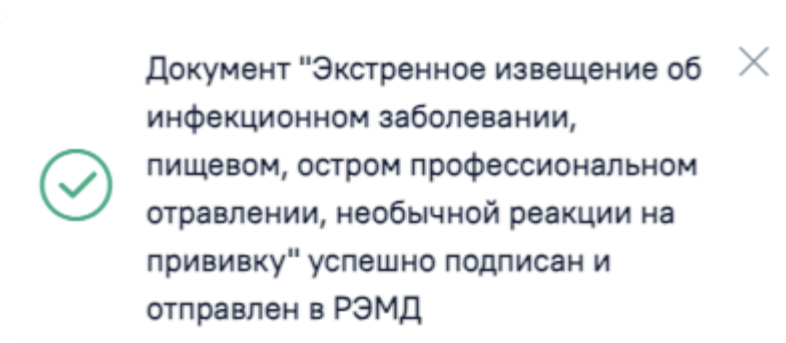 Документ "Экстренное извещение об
инфекционном заболевании,
пищевом, остром профессиональном
отравлении, необычной реакции на
прививку" успешно подписан и
отправлен в РЭМД